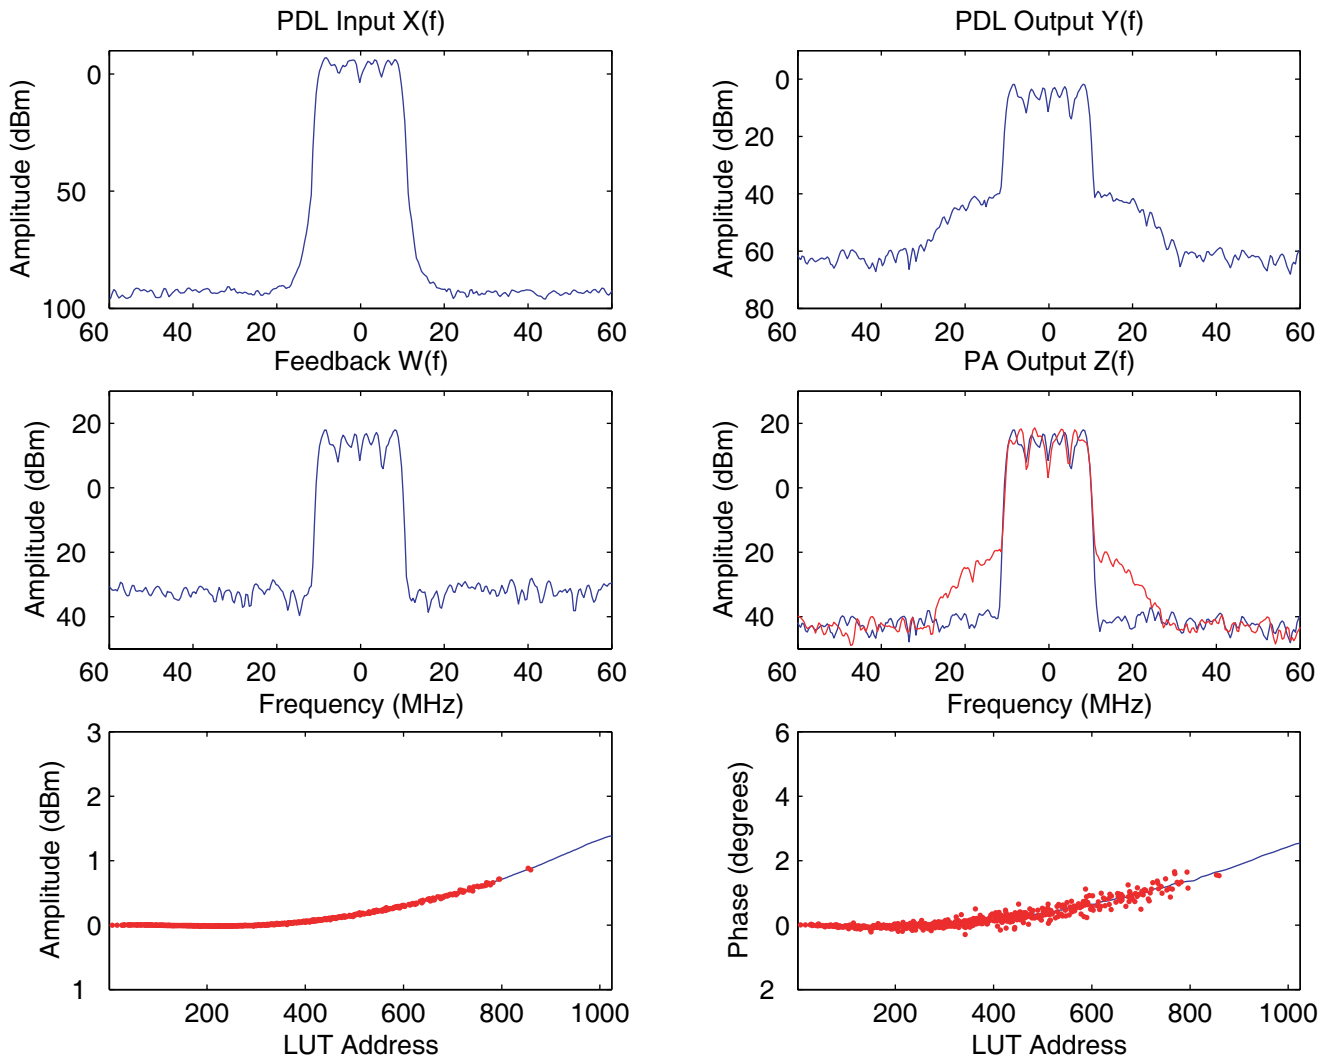 PDL Input X(f)
Amplitude (dBm)
0
50
100
60 40 20 0 20 40 60
PDL Output Y(f)
Amplitude (dBm)
0
20
40
60
80
60 40 20 0 20 40 60
Feedback W(f)
Amplitude (dBm)
20
0
20
40
60 40 20 0 20 40 60
Frequency (MHz)
PA Output Z(f)
Amplitude (dBm)
20
0
20
40
60 40 20 0 20 40 60
Frequency (MHz)
Amplitude (dBm)
3
2
1
0
1
200 400 600 800 1000
LUT Address
Phase (degrees)
6
4
2
0
2
200 400 600 800 1000
LUT Address